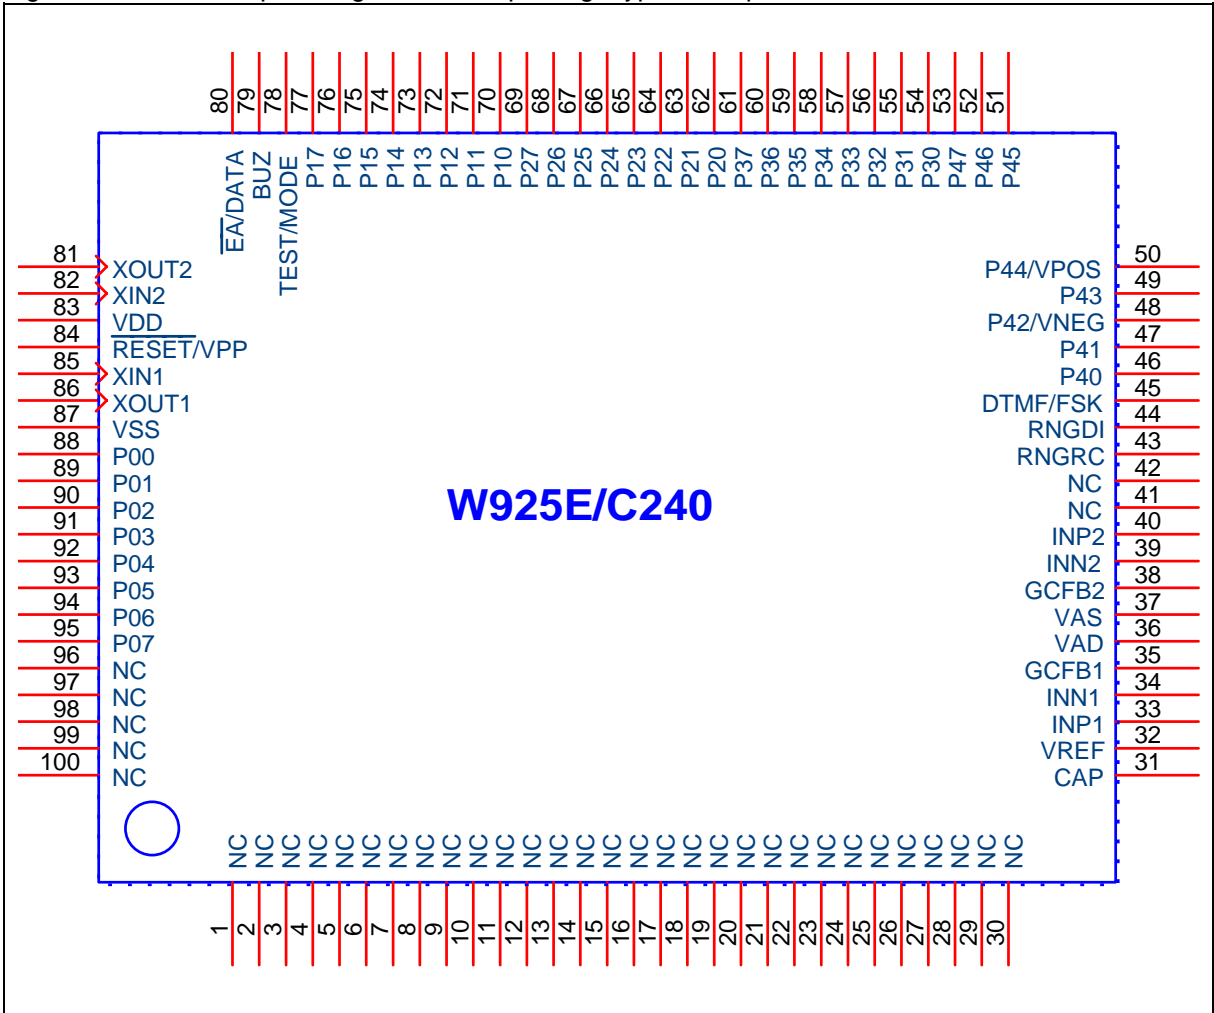 80 79 78 77 76 75 74 73 72 71 70 69 68 67 66 65 64 63 62 61 60 59 58 57 56 55 54 53 52 51
EA/DATA BUZ TEST/MODE P17 P16 P15 P14 P13 P12 P11 P10 P27 P26 P25 P24 P23 P22 P21 P20 P37 P36 P35 P34 P33 P32 P31 P30 P47 P46 P45
81 XOUT2 P44/VPOS 50
82 XIN2 P43 49
83 VDD P42/VNEG 48
84 RESET/VPP P41 47
85 XIN1 P40 46
86 XOUT1 DTMF/FSK 45
87 VSS RNGDI 44
88 P00 RNGRC 43
89 P01 NC 42
W925E/C240
90 P02 NC 41
91 P03 INP2 40
92 P04 INN2 39
93 P05 GCFB2 38
94 P06 VAS 37
95 P07 VAD 36
96 NC GCFB1 35
97 NC INN1 34
98 NC INP1 33
99 NC VREF 32
100 NC CAP 31
NC NC NC NC NC NC NC NC NC NC NC NC NC NC NC NC NC NC NC NC NC NC NC NC NC NC NC NC NC NC
1 2 3 4 5 6 7 8 9 10 11 12 13 14 15 16 17 18 19 20 21 22 23 24 25 26 27 28 29 30